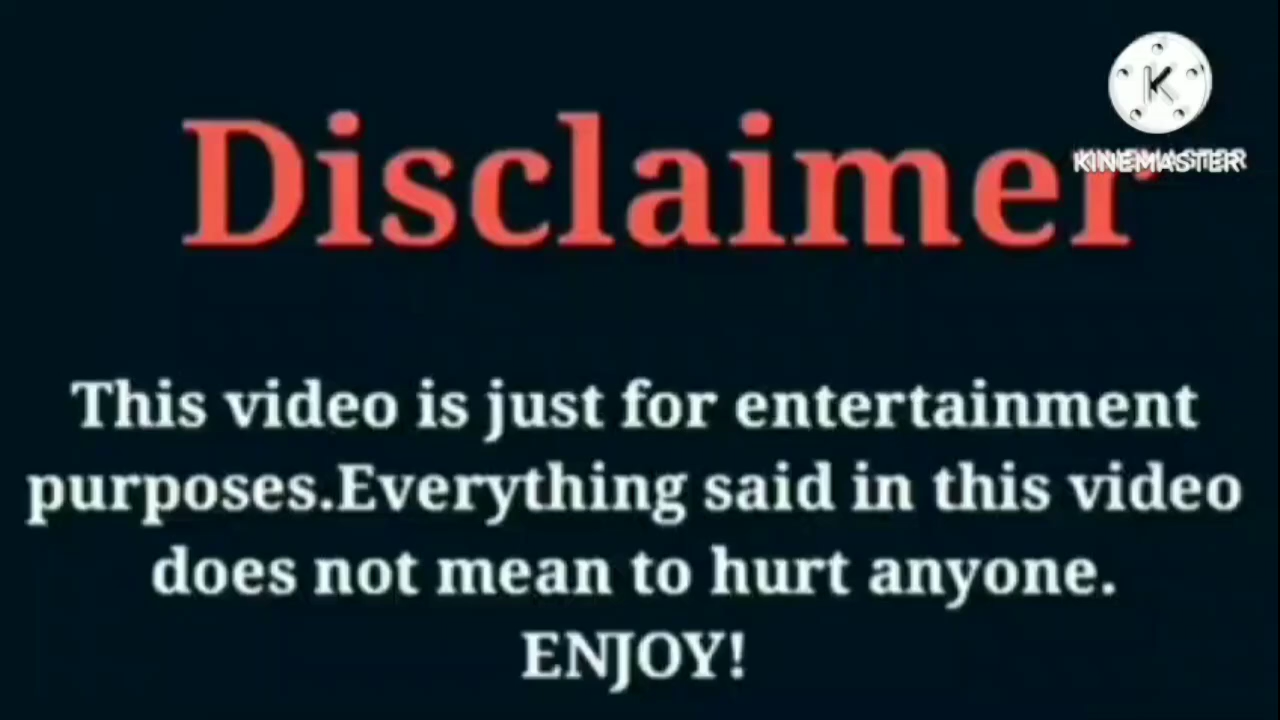 K
KINEMASTER
Disclaimer
This video is just for entertainment
purposes.Everything said in this video
does not mean to hurt anyone.
ENJOY!